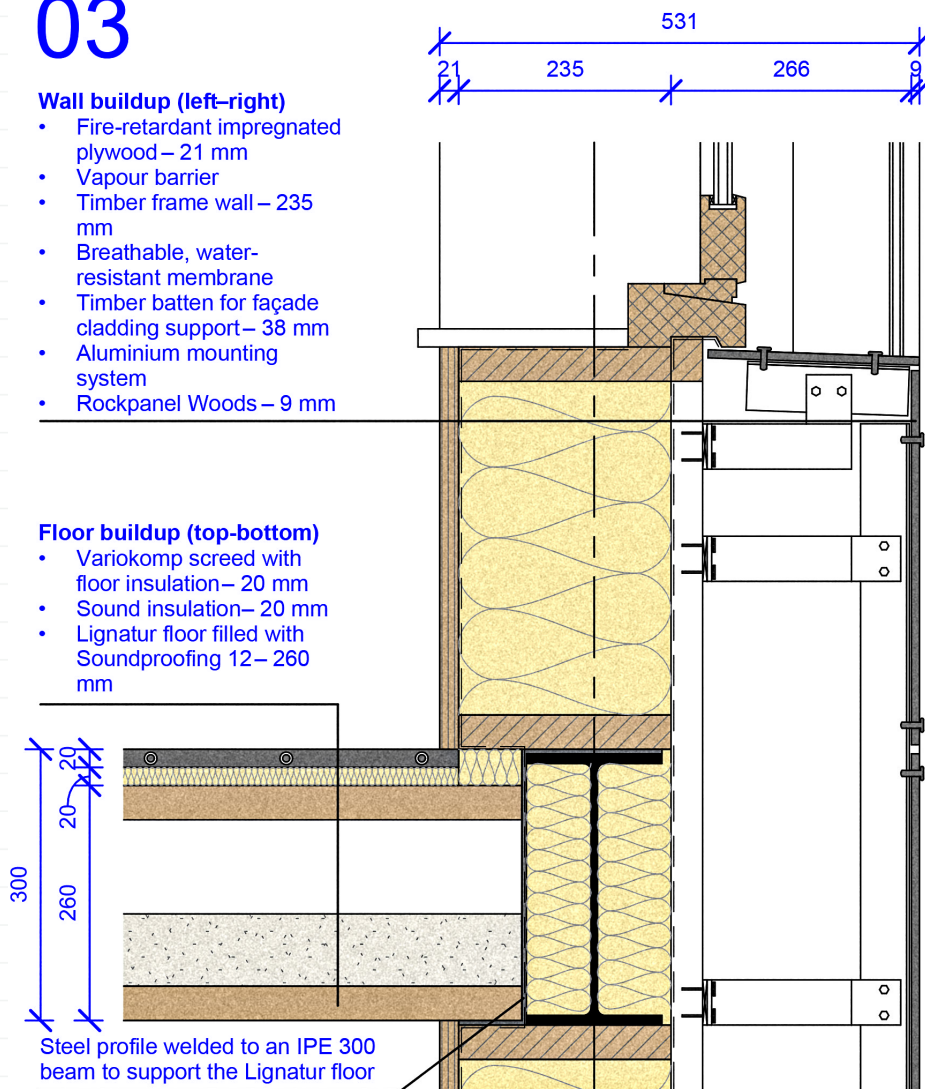 03
531
21 235 266 9
Wall buildup (left–right)
• Fire-retardant impregnated
plywood – 21 mm
• Vapour barrier
• Timber frame wall – 235
mm
• Breathable, water-
resistant membrane
• Timber batten for façade
cladding support – 38 mm
• Aluminium mounting
system
• Rockpanel Woods – 9 mm
Floor buildup (top-bottom)
• Variokomp screed with
floor insulation– 20 mm
• Sound insulation– 20 mm
• Lignatur floor filled with
Soundproofing 12– 260
mm
20
20
300
260
Steel profile welded to an IPE 300
beam to support the Lignatur floor